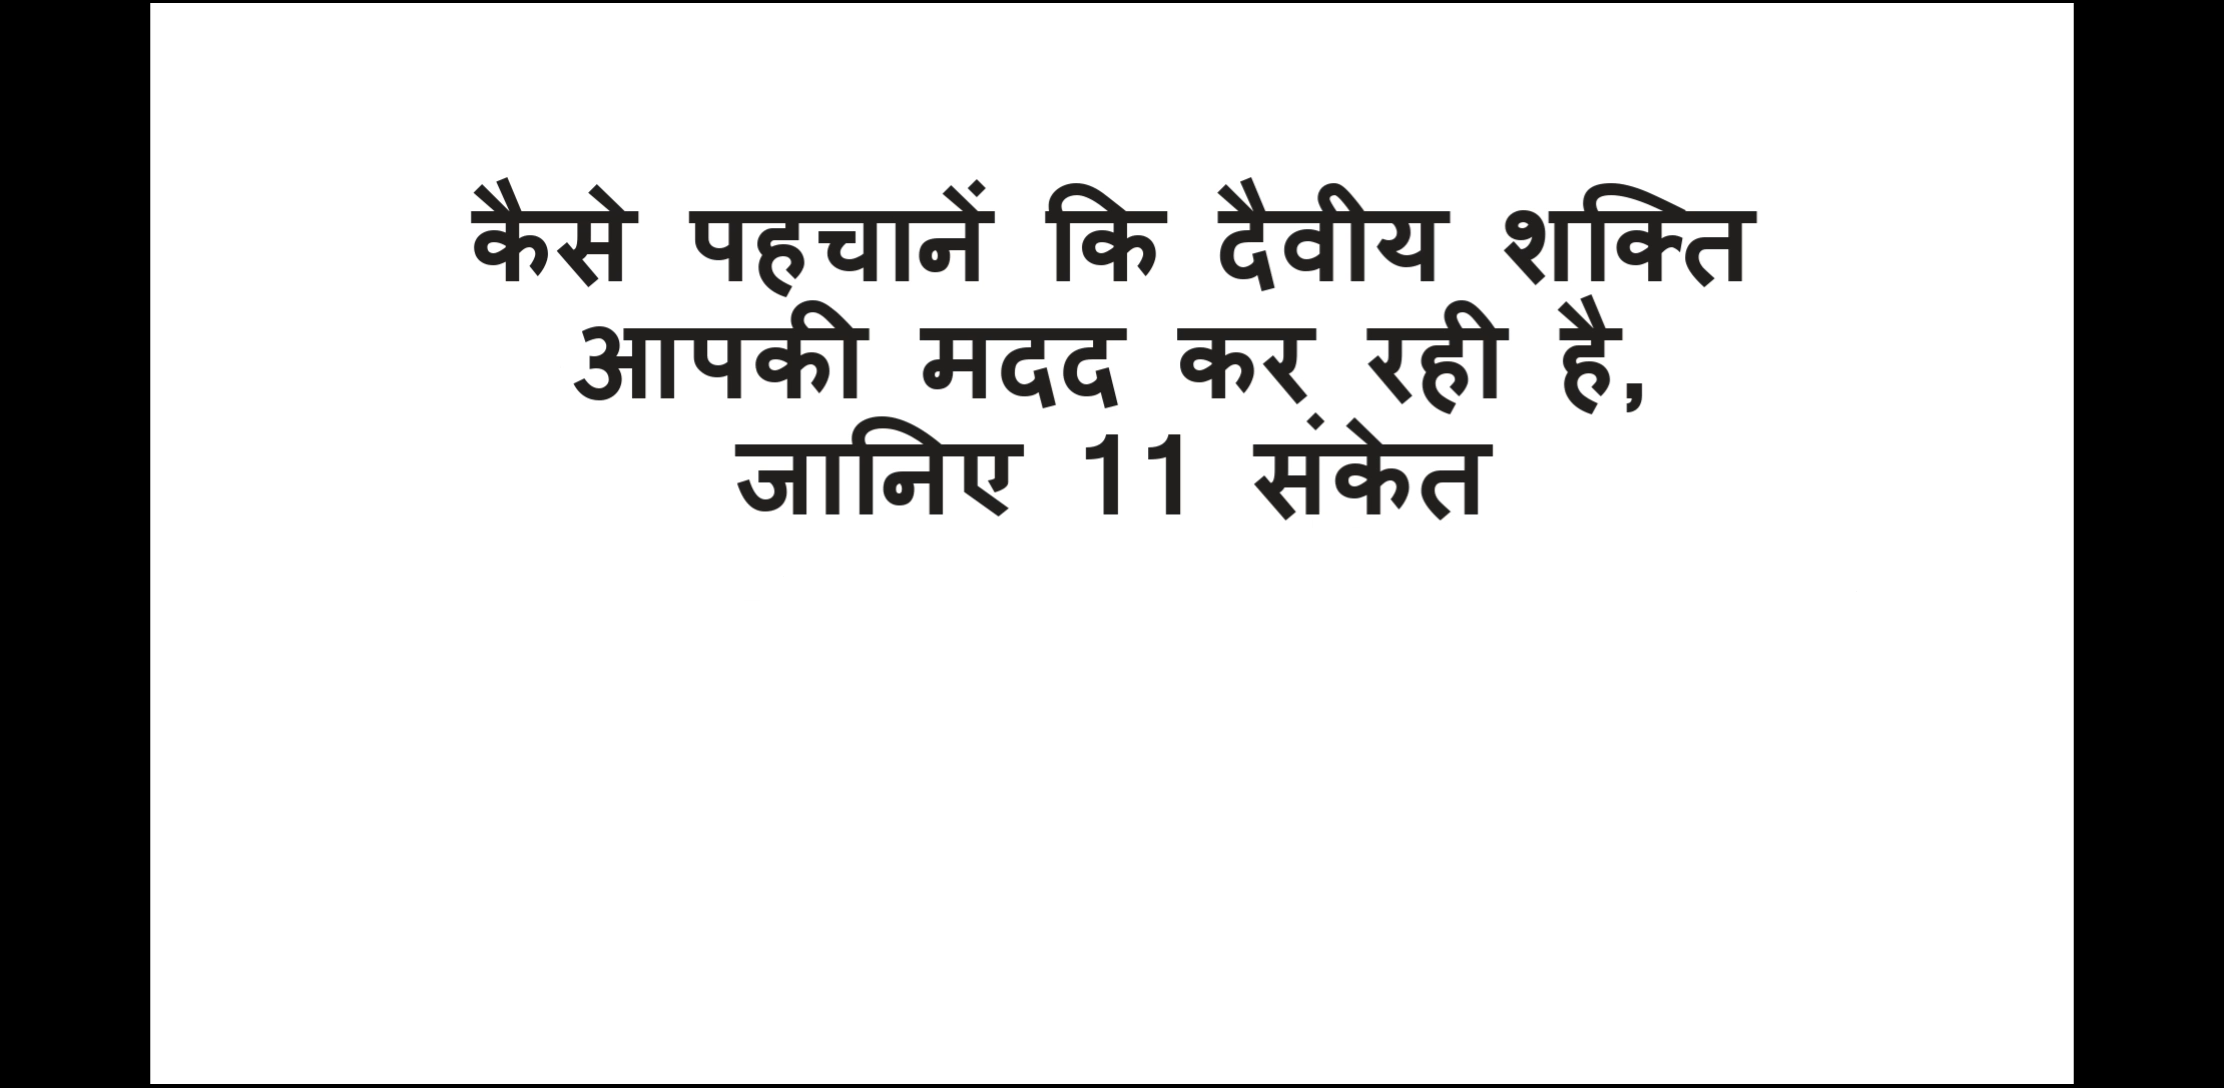 कैसे पहचानें कि दैवीय शक्ति
आपकी मदद कर रही है,
जानिए 11 संकेत